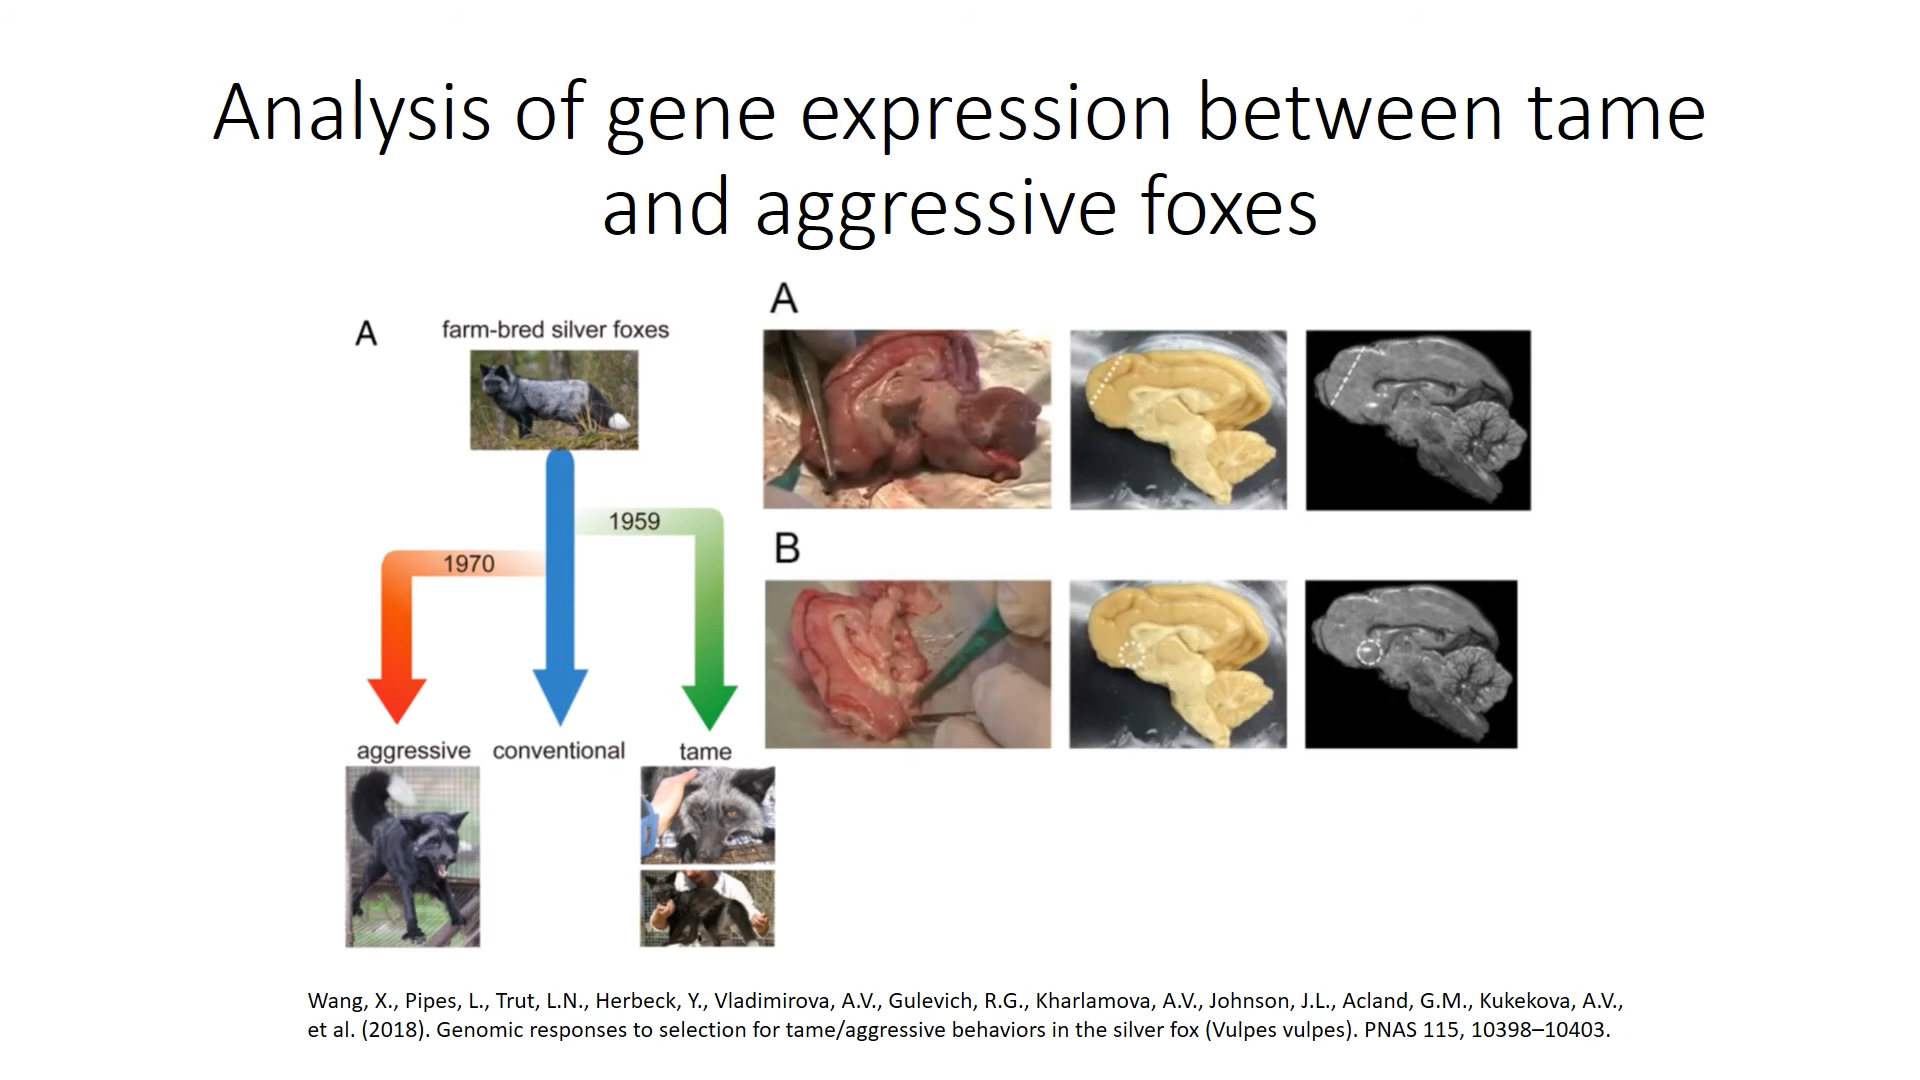 Analysis of gene expression between tame
and aggressive foxes
A
farm-bred silver foxes
1959
1970
aggressive
conventional
tame
A
B
Wang, X., Pipes, L., Trut, L.N., Herbeck, Y., Vladimirova, A.V., Gulevich, R.G., Kharlamova, A.V., Johnson, J.L., Acland, G.M., Kukekova, A.V.,
et al. (2018). Genomic responses to selection for tame/aggressive behaviors in the silver fox (Vulpes vulpes). PNAS 115, 10398–10403.